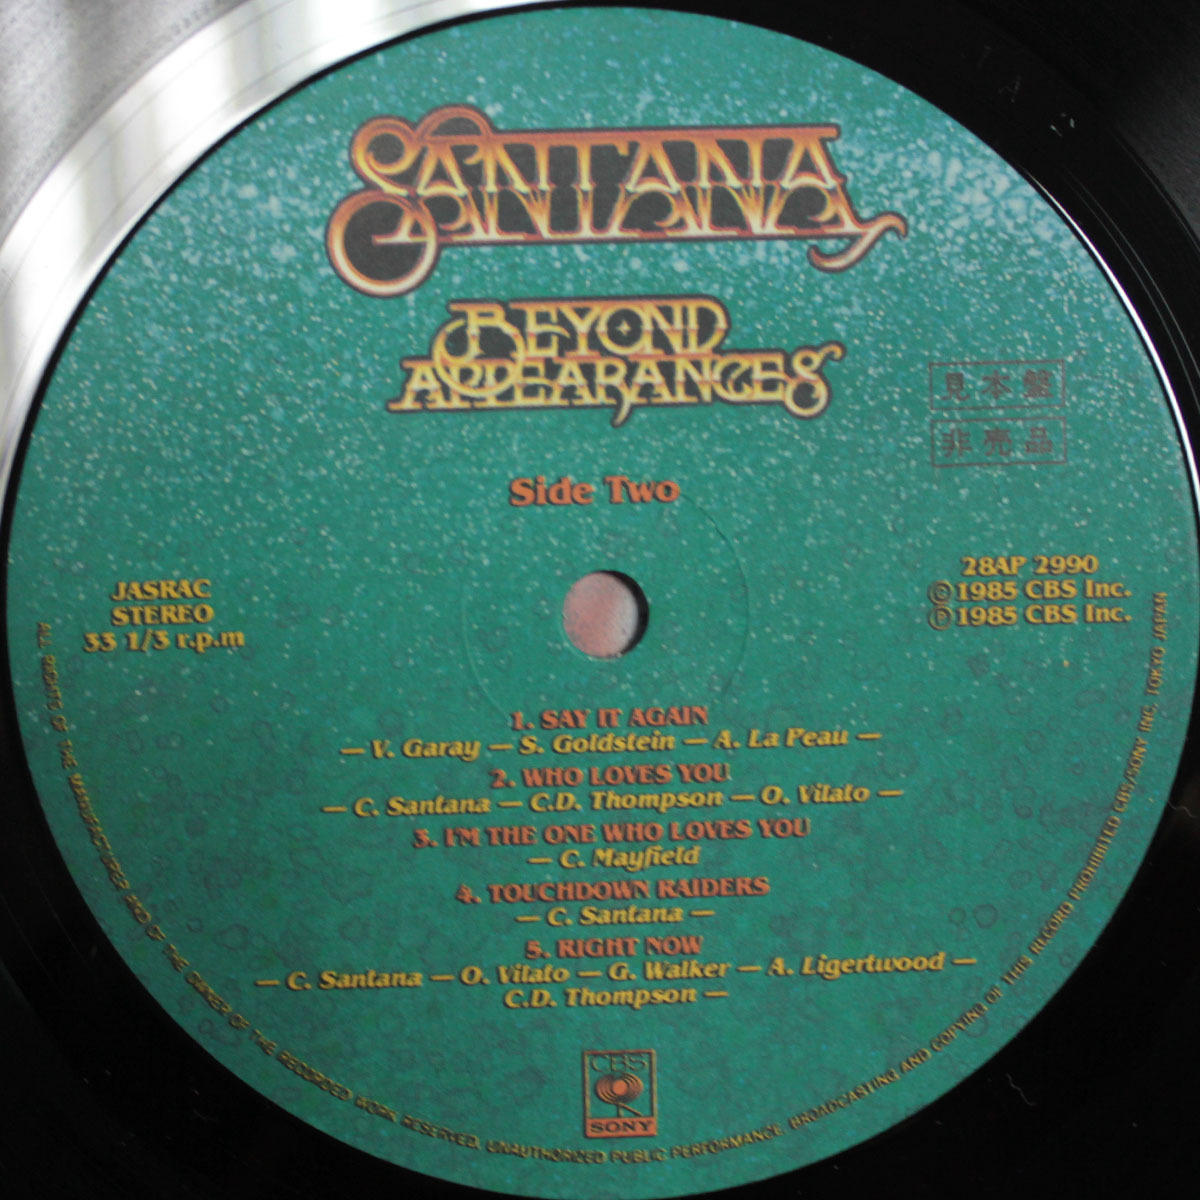 SANTANA
BEYOND
APPEARANCES
見本盤
非売品
Side Two
JASRAC
STEREO
33 1/3 r.p.m
28AP 2990
Ⓒ1985 CBS Inc.
Ⓟ1985 CBS Inc.
1. SAY IT AGAIN
— V. Garay — S. Goldstein — A. La Peau —
2. WHO LOVES YOU
— C. Santana — C.D. Thompson — O. Vilato —
3. I'M THE ONE WHO LOVES YOU
— C. Mayfield
4. TOUCHDOWN RAIDERS
— C. Santana —
5. RIGHT NOW
— C. Santana — O. Vilato — G. Walker — A. Ligertwood —
C.D. Thompson —
CBS
SONY
ALL RIGHTS OF THE MANUFACTURER AND OF THE OWNER OF THE RECORDED WORK RESERVED. UNAUTHORIZED PUBLIC PERFORMANCE BROADCASTING AND COPYING OF THIS RECORD PROHIBITED CBS/SONY INC. TOKYO JAPAN